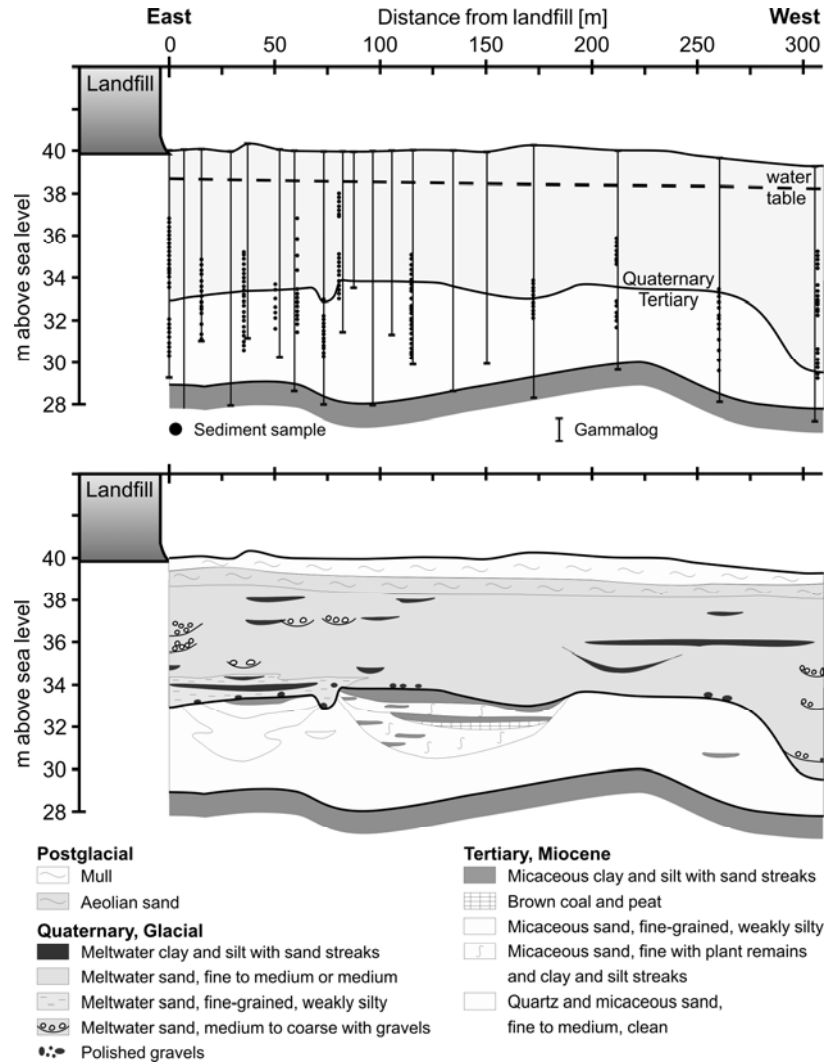 East Distance from landfill [m] West
0 50 100 150 200 250 300
Landfill
40
38
36
34
32
30
28
m above sea level
water
table
Quaternary
Tertiary
Sediment sample
Gammalog
Landfill
40
38
36
34
32
30
28
m above sea level
Postglacial
Mull
Aeolian sand
Quaternary, Glacial
Meltwater clay and silt with sand streaks
Meltwater sand, fine to medium or medium
Meltwater sand, fine-grained, weakly silty
Meltwater sand, medium to coarse with gravels
Polished gravels
Tertiary, Miocene
Micaceous clay and silt with sand streaks
Brown coal and peat
Micaceous sand, fine-grained, weakly silty
Micaceous sand, fine with plant remains
and clay and silt streaks
Quartz and micaceous sand,
fine to medium, clean